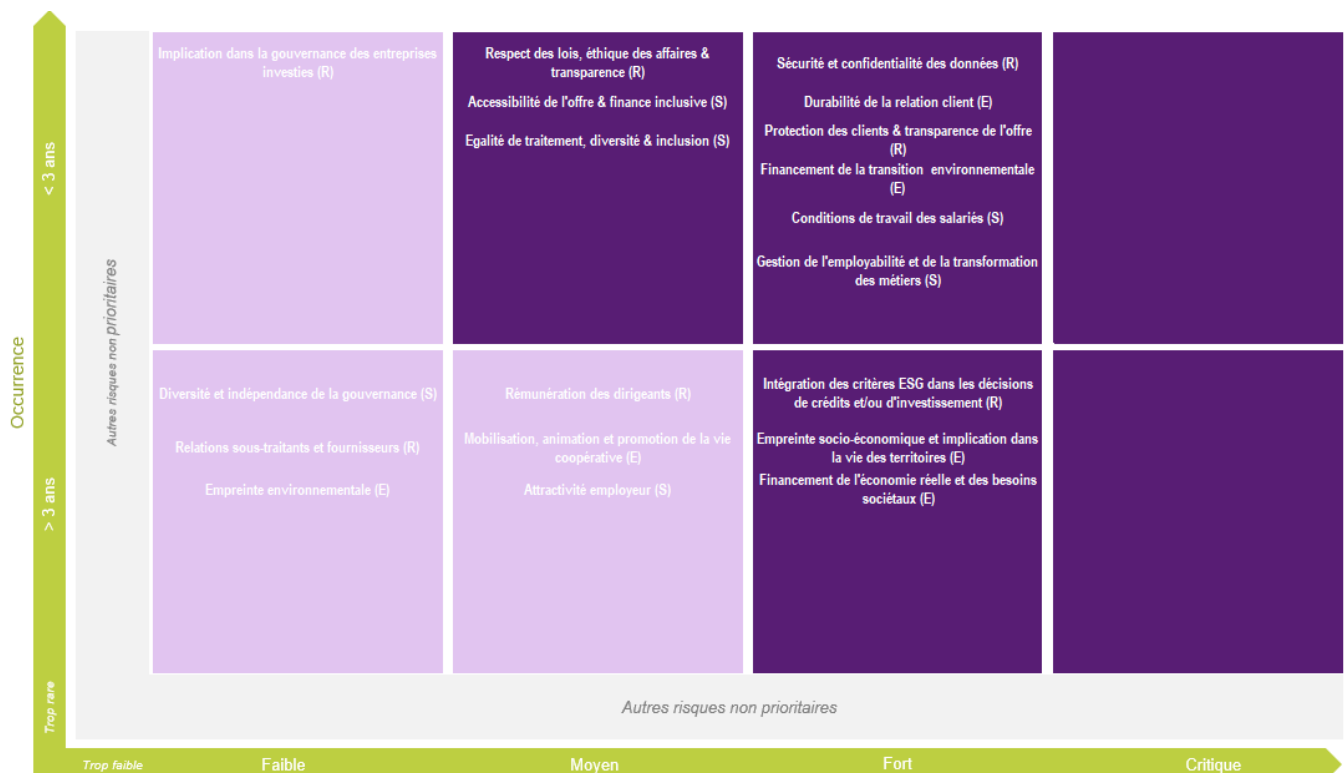 Implication dans la gouvernance des entreprises
investies (R)
Respect des lois, éthique des affaires &
transparence (R)
Accessibilité de l'offre & finance inclusive (S)
Egalité de traitement, diversité & inclusion (S)
Sécurité et confidentialité des données (R)
Durabilité de la relation client (E)
Protection des clients & transparence de l'offre
(R)
Financement de la transition environnementale
(E)
Conditions de travail des salariés (S)
Gestion de l'employabilité et de la transformation
des métiers (S)
< 3 ans
Autres risques non prioritaires
Occurrence
Diversité et indépendance de la gouvernance (S)
Relations sous-traitants et fournisseurs (R)
Empreinte environnementale (E)
Rémunération des dirigeants (R)
Mobilisation, animation et promotion de la vie
coopérative (E)
Attractivité employeur (S)
Intégration des critères ESG dans les décisions
de crédits et/ou d'investissement (R)
Empreinte socio-économique et implication dans
la vie des territoires (E)
Financement de l'économie réelle et des besoins
sociétaux (E)
> 3 ans
Trop rare
Autres risques non prioritaires
Trop faible
Faible
Moyen
Fort
Critique